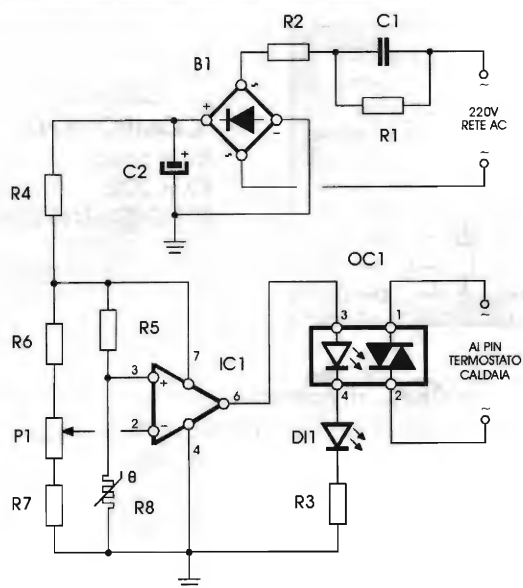 R2
C1
B1
~
R1
220V
RETE AC
~
+
s
-
s
C2
+
R4
OC1
3
1
~
R6
R5
7
IC1
3
+
6
AI PIN
TERMOSTATO
CALDAIA
P1
2
-
4
4
2
DI1
~
θ
R7
R8
R3